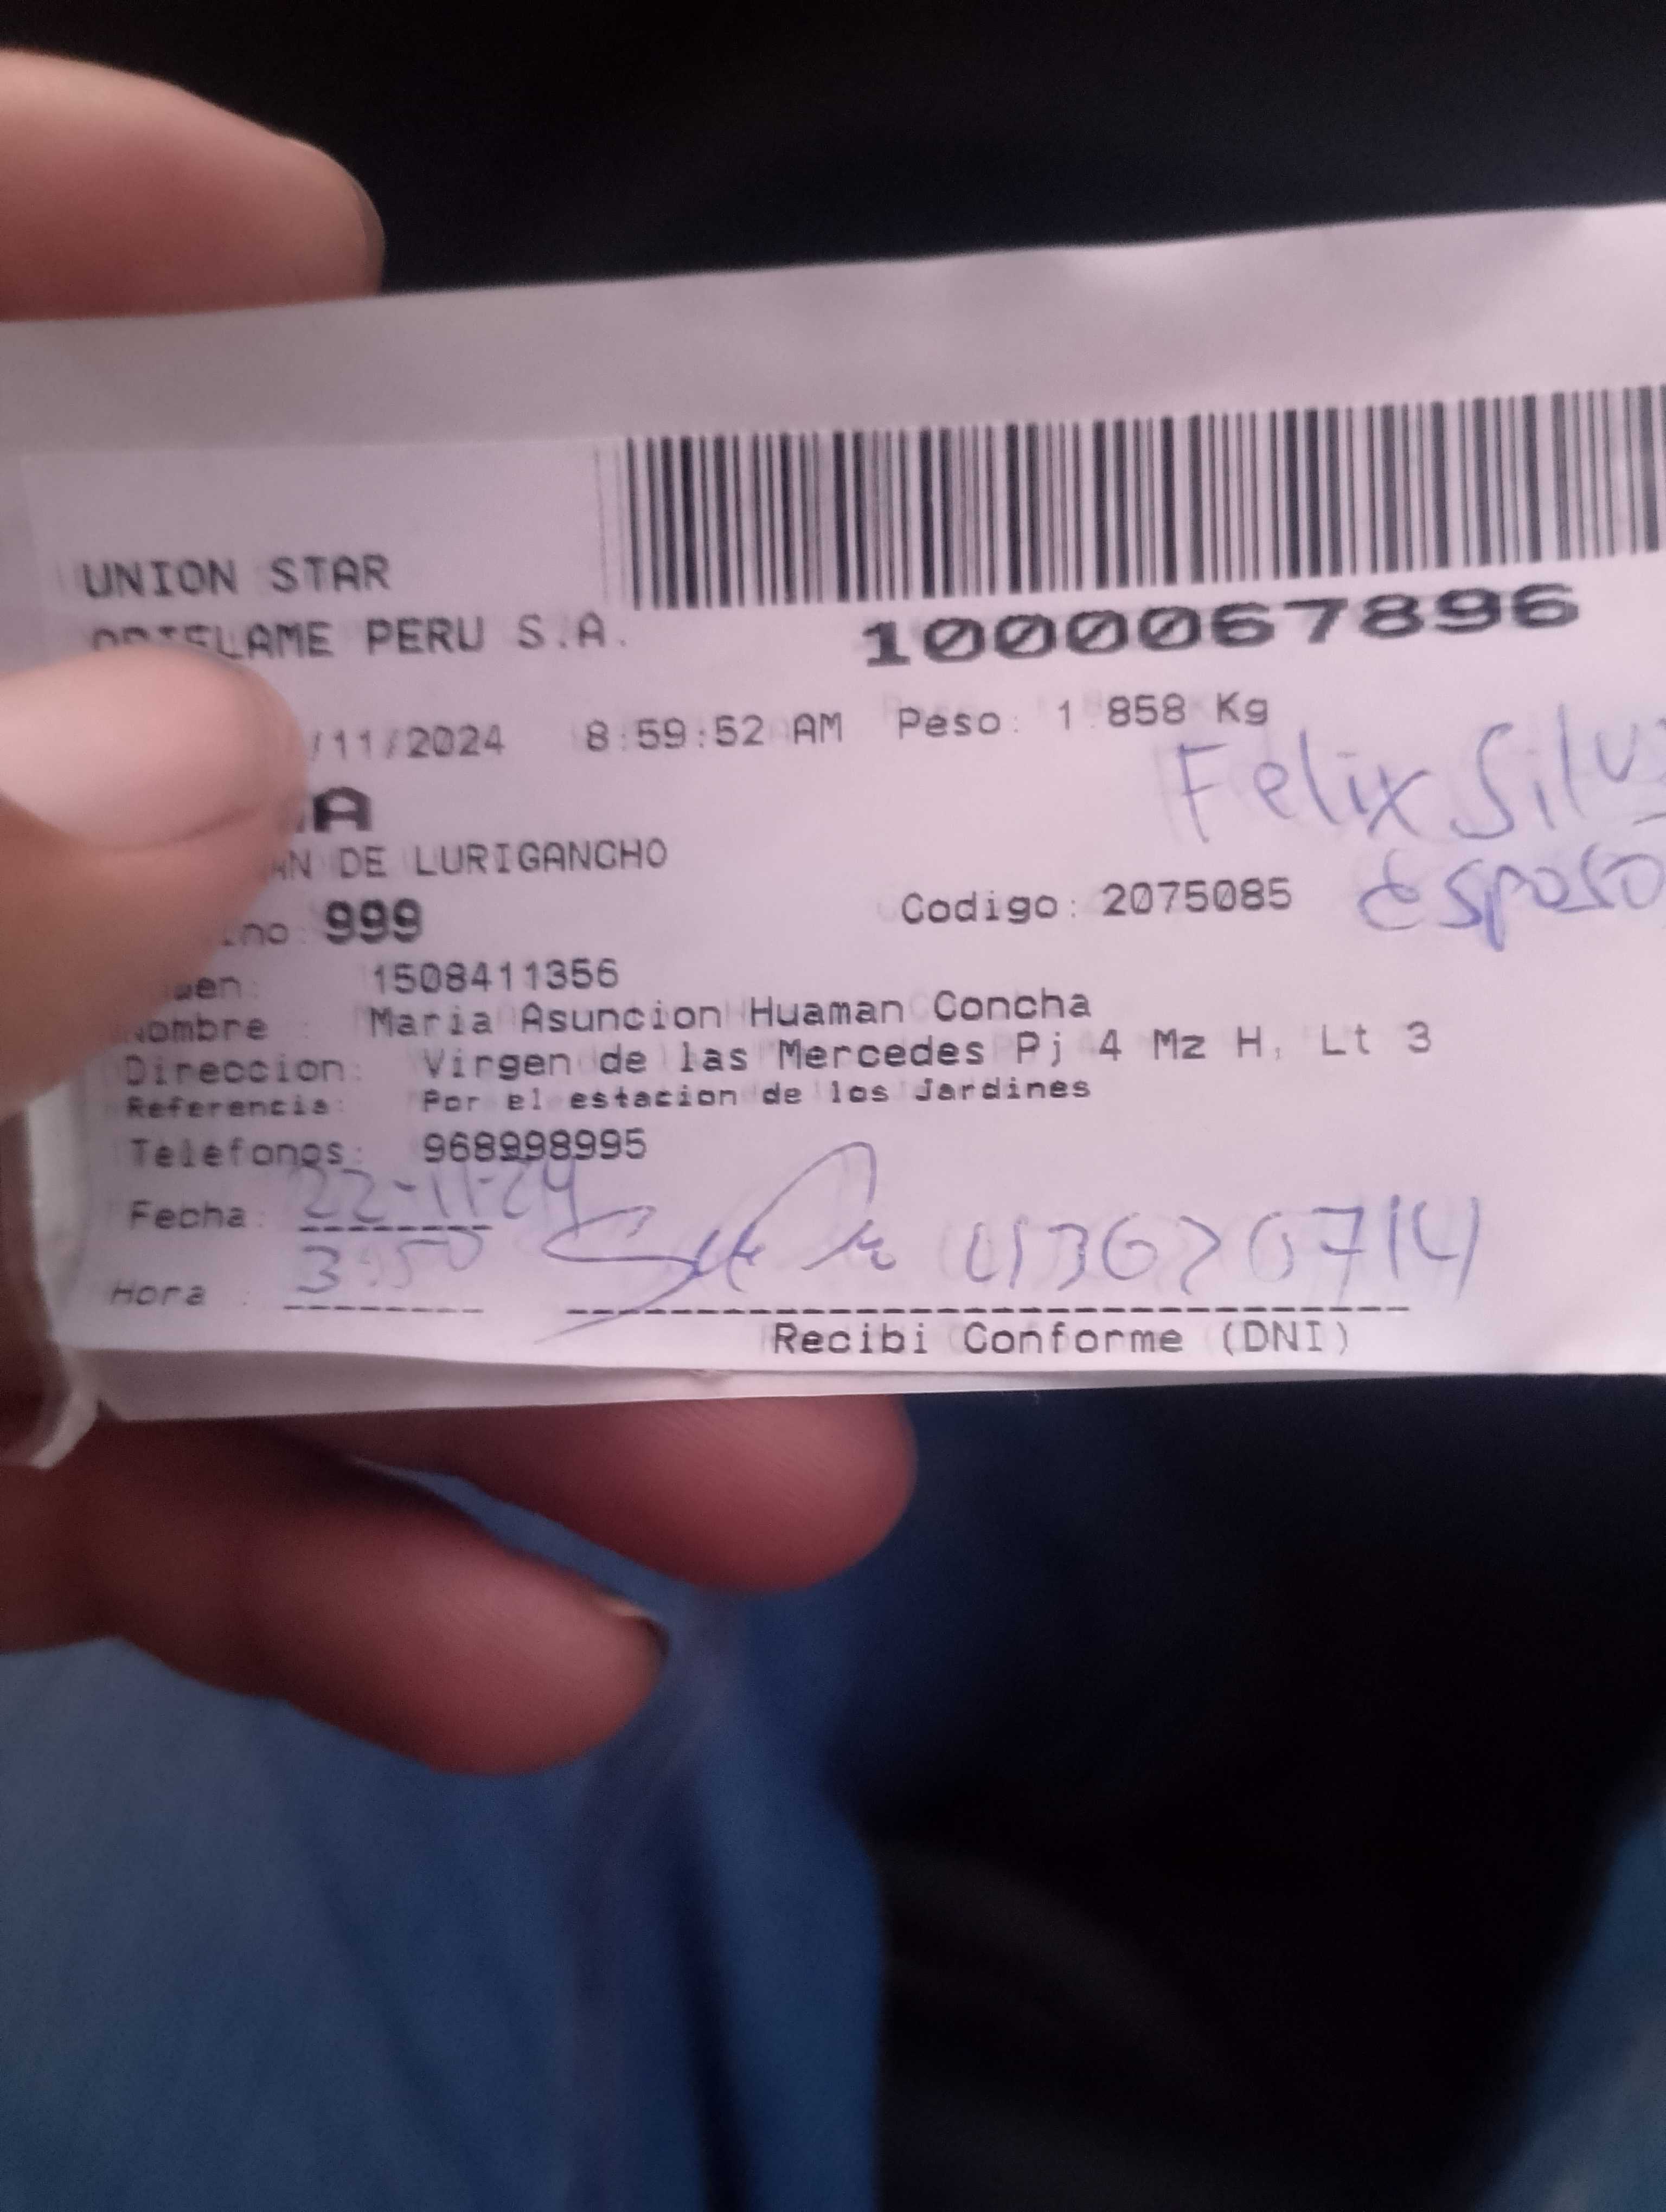 UNION STAR
ORIFLAME PERU S.A.
1000067896
/11/2024 8:59:52 AM Peso: 1.858 Kg
Felix Silv
A
AN DE LURIGANCHO
Esposo
ino: 999 Codigo: 2075085
1508411356
Nombre : Maria Asuncion Huaman Concha
Direccion: Virgen de las Mercedes Pj 4 Mz H, Lt 3
Referencia: Por el estacion de los Jardines
Telefonos: 968998995
Fecha: 22-11-24
Hora : 3:50
Recibi Conforme (DNI)